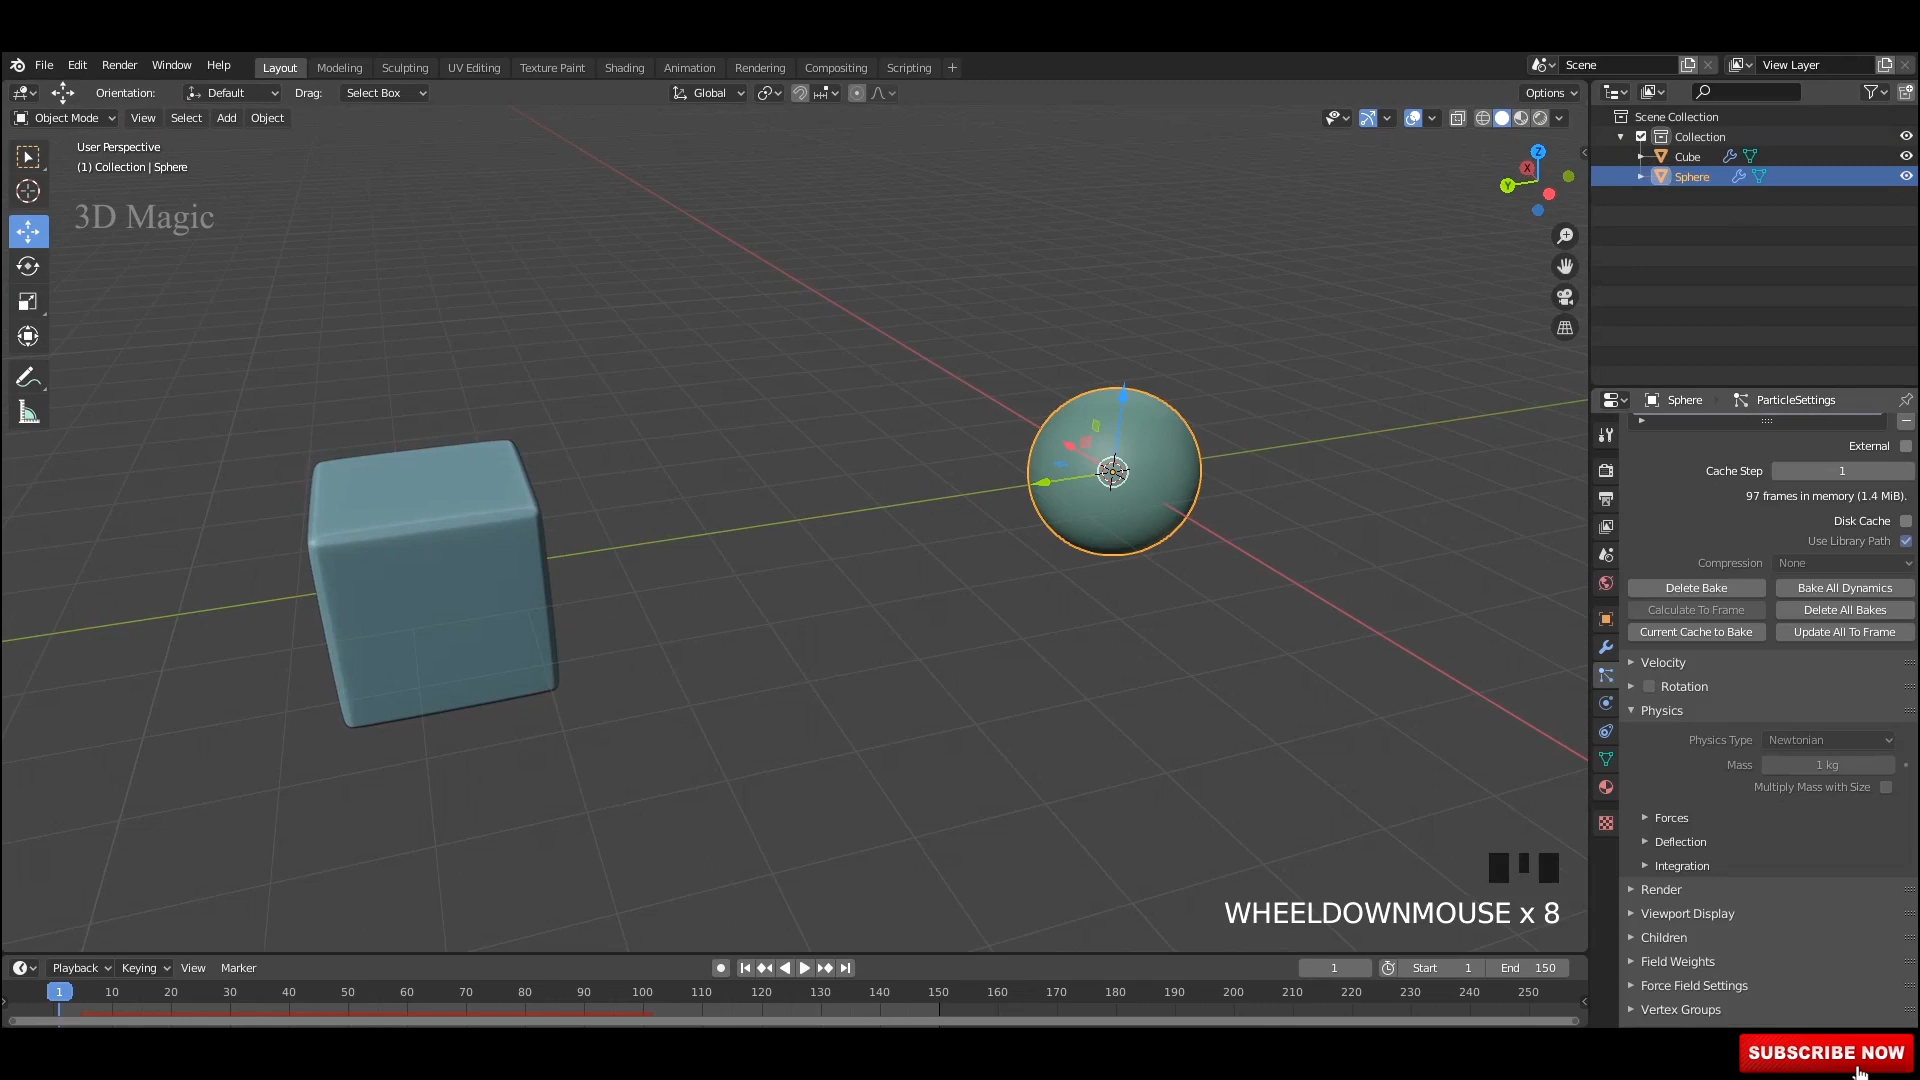 File Edit Render Window Help Layout Modeling Sculpting UV Editing Texture Paint Shading Animation Rendering Compositing Scripting + Scene View Layer
Orientation: Default Drag: Select Box Global Options
Object Mode View Select Add Object
User Perspective
(1) Collection | Sphere
3D Magic
Z
X
Y
Scene Collection
Collection
Cube
Sphere
Sphere ParticleSettings
External
Cache Step 1
97 frames in memory (1.4 MiB).
Disk Cache
Use Library Path
Compression None
Delete Bake Bake All Dynamics
Calculate To Frame Delete All Bakes
Current Cache to Bake Update All To Frame
Velocity
Rotation
Physics
Physics Type Newtonian
Mass 1 kg
Multiply Mass with Size
Forces
Deflection
Integration
Render
Viewport Display
Children
Field Weights
Force Field Settings
Vertex Groups
WHEELDOWNMOUSE x 8
Playback Keying View Marker 1 Start 1 End 150
1 10 20 30 40 50 60 70 80 90 100 110 120 130 140 150 160 170 180 190 200 210 220 230 240 250
SUBSCRIBE NOW